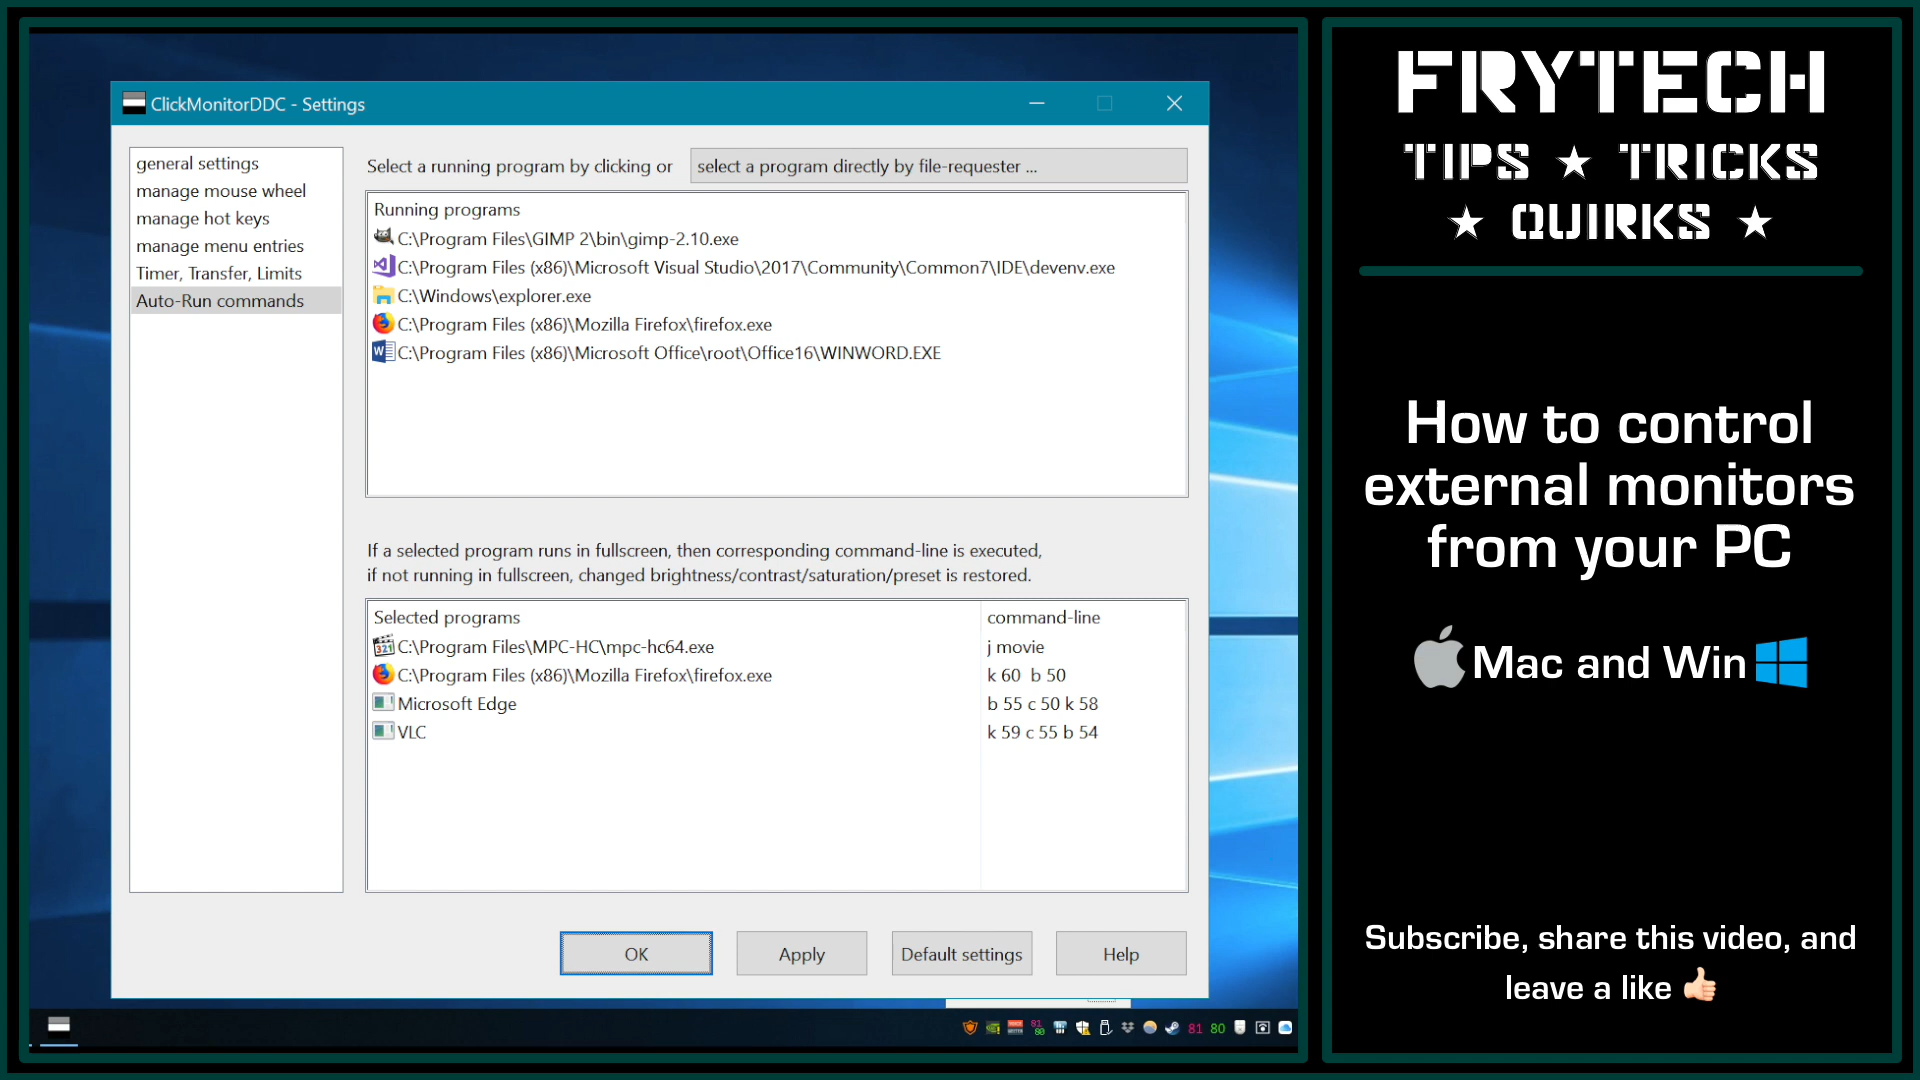 ClickMonitorDDC - Settings
general settings
manage mouse wheel
manage hot keys
manage menu entries
Timer, Transfer, Limits
Auto-Run commands
Select a running program by clicking or
select a program directly by file-requester ...
Running programs
C:\Program Files\GIMP 2\bin\gimp-2.10.exe
C:\Program Files (x86)\Microsoft Visual Studio\2017\Community\Common7\IDE\devenv.exe
C:\Windows\explorer.exe
C:\Program Files (x86)\Mozilla Firefox\firefox.exe
C:\Program Files (x86)\Microsoft Office\root\Office16\WINWORD.EXE
If a selected program runs in fullscreen, then corresponding command-line is executed,
if not running in fullscreen, changed brightness/contrast/saturation/preset is restored.
Selected programs command-line
C:\Program Files\MPC-HC\mpc-hc64.exe j movie
C:\Program Files (x86)\Mozilla Firefox\firefox.exe k 60 b 50
Microsoft Edge b 55 c 50 k 58
VLC k 59 c 55 b 54
OK Apply Default settings Help
81 80
FRYTECH
TIPS ★ TRICKS
★ QUIRKS ★
How to control
external monitors
from your PC
Mac and Win
Subscribe, share this video, and
leave a like 👍🏻